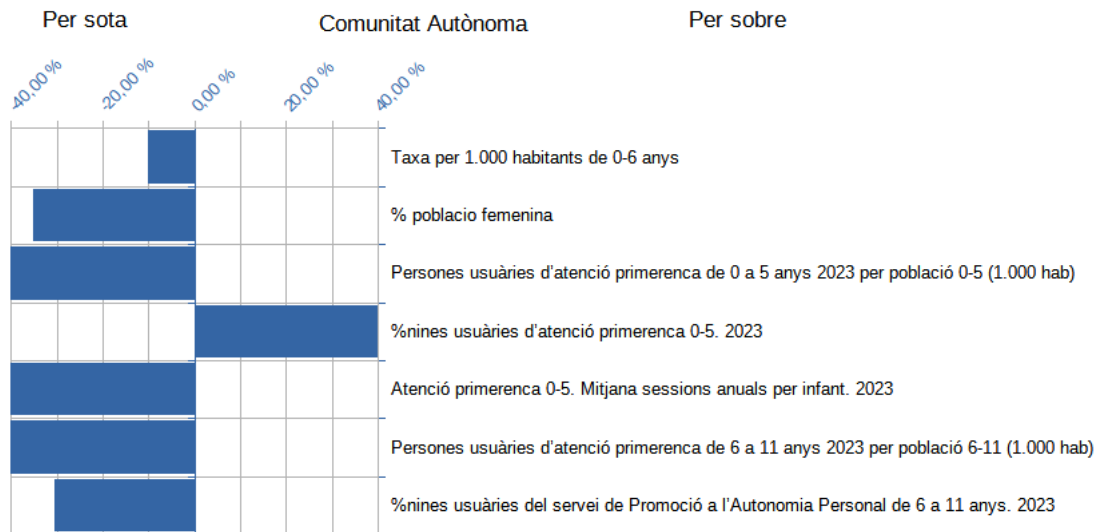 Per sota
Comunitat Autònoma
Per sobre
-40,00 %
-20,00 %
0,00 %
20,00 %
40,00 %
Taxa per 1.000 habitants de 0-6 anys
% poblacio femenina
Persones usuàries d'atenció primerenca de 0 a 5 anys 2023 per població 0-5 (1.000 hab)
%nines usuàries d'atenció primerenca 0-5. 2023
Atenció primerenca 0-5. Mitjana sessions anuals per infant. 2023
Persones usuàries d'atenció primerenca de 6 a 11 anys 2023 per població 6-11 (1.000 hab)
%nines usuàries del servei de Promoció a l'Autonomia Personal de 6 a 11 anys. 2023